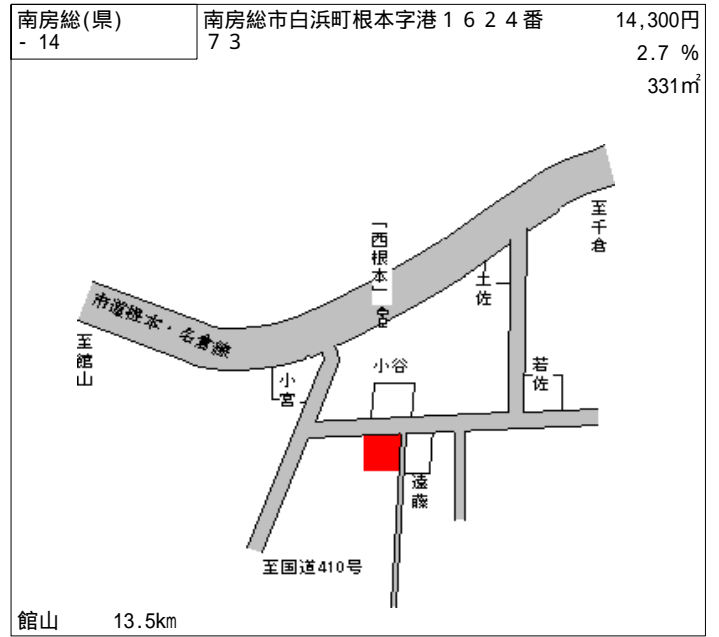 南房総(県)
- 14
南房総市白浜町根本字港1624番
73
14,300円
2.7 %
331㎡
至千倉
「西根本」
土佐
市道根本・名倉線
至館山
小谷
若佐
小宮
遠藤
至国道410号
館山 13.5km